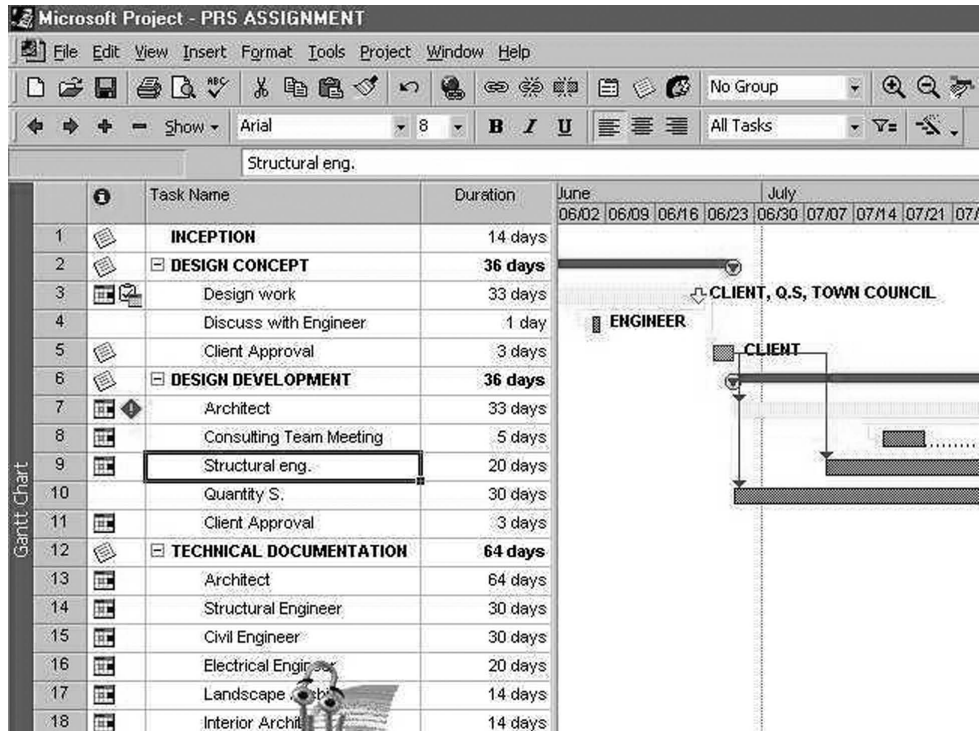 Microsoft Project - PRS ASSIGNMENT
File Edit View Insert Format Tools Project Window Help
ABC No Group
Show Arial 8 B I U All Tasks
Structural eng.
Task Name Duration June July
06/02 06/09 06/16 06/23 06/30 07/07 07/14 07/21
1 INCEPTION 14 days
2 DESIGN CONCEPT 36 days
3 Design work 33 days CLIENT, Q.S, TOWN COUNCIL
4 Discuss with Engineer 1 day ENGINEER
5 Client Approval 3 days CLIENT
6 DESIGN DEVELOPMENT 36 days
7 Architect 33 days
8 Consulting Team Meeting 5 days
9 Structural eng. 20 days
10 Quantity S. 30 days
11 Client Approval 3 days
12 TECHNICAL DOCUMENTATION 64 days
13 Architect 64 days
14 Structural Engineer 30 days
15 Civil Engineer 30 days
16 Electrical 20 days
17 Landscape 14 days
18 Interior 14 days
Gantt Chart